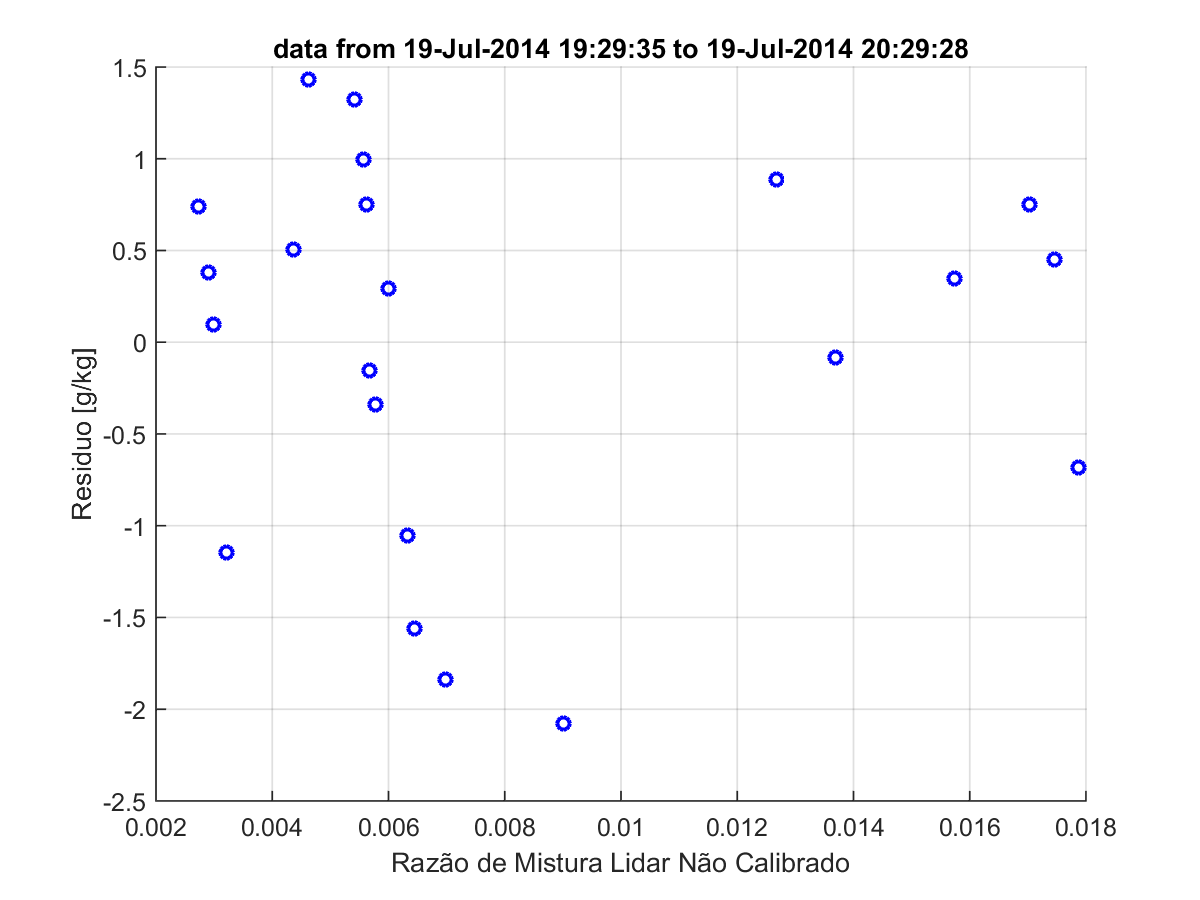 data from 19-Jul-2014 19:29:35 to 19-Jul-2014 20:29:28
1.5
1
0.5
0
-0.5
-1
-1.5
-2
-2.5
Residuo [g/kg]
0.002 0.004 0.006 0.008 0.01 0.012 0.014 0.016 0.018
Razão de Mistura Lidar Não Calibrado